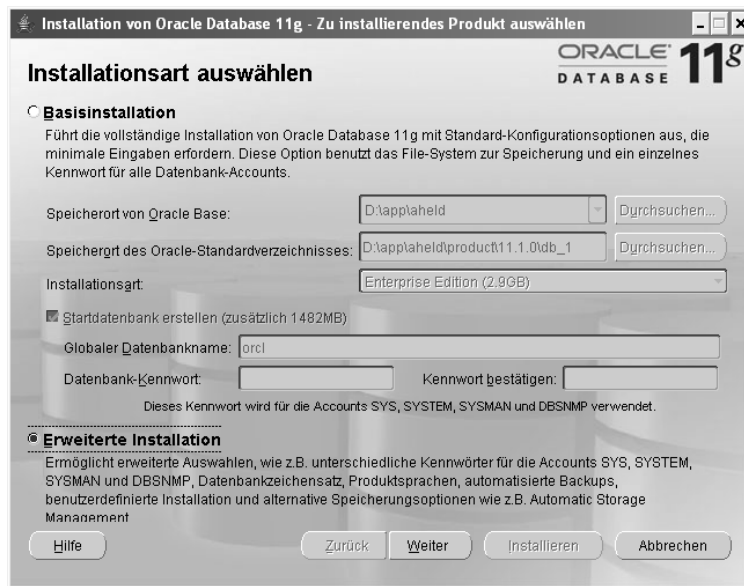 Installation von Oracle Database 11g - Zu installierendes Produkt auswählen
ORACLE
DATABASE
11g
Installationsart auswählen
Basisinstallation
Führt die vollständige Installation von Oracle Database 11g mit Standard-Konfigurationsoptionen aus, die
minimale Eingaben erfordern. Diese Option benutzt das File-System zur Speicherung und ein einzelnes
Kennwort für alle Datenbank-Accounts.
Speicherort von Oracle Base: D:\app\aheld Durchsuchen...
Speicherort des Oracle-Standardverzeichnisses: D:\app\aheld\product\11.1.0\db_1 Durchsuchen...
Installationsart: Enterprise Edition (2.9GB)
Startdatenbank erstellen (zusätzlich 1482MB)
Globaler Datenbankname: orcl
Datenbank-Kennwort: Kennwort bestätigen:
Dieses Kennwort wird für die Accounts SYS, SYSTEM, SYSMAN und DBSNMP verwendet.
Erweiterte Installation
Ermöglicht erweiterte Auswahlen, wie z.B. unterschiedliche Kennwörter für die Accounts SYS, SYSTEM,
SYSMAN und DBSNMP, Datenbankzeichensatz, Produktsprachen, automatisierte Backups,
benutzerdefinierte Installation und alternative Speicherungsoptionen wie z.B. Automatic Storage
Management
Hilfe Zurück Weiter Installieren Abbrechen